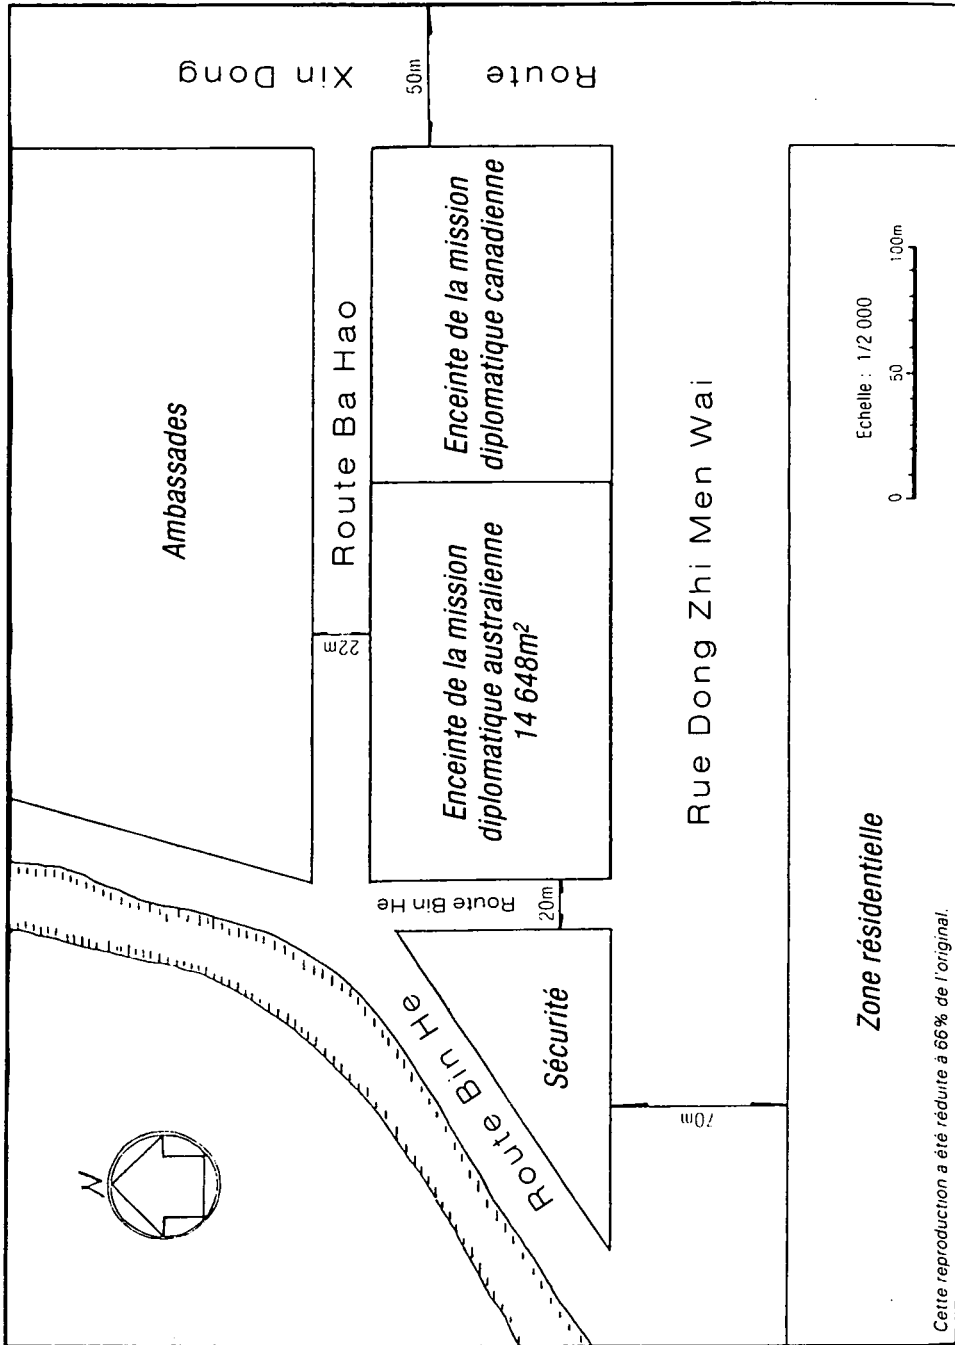 N
Ambassades
Route Ba Hao
22m
Route
Xin Dong
50m
Enceinte de la mission
diplomatique australienne
14 648m²
Enceinte de la mission
diplomatique canadienne
Route Bin He
20m
Route Bin He
Sécurité
Rue Dong Zhi Men Wai
70m
Zone résidentielle
Echelle : 1/2 000
0 50 100m
Cette reproduction a été réduite à 66% de l'original.